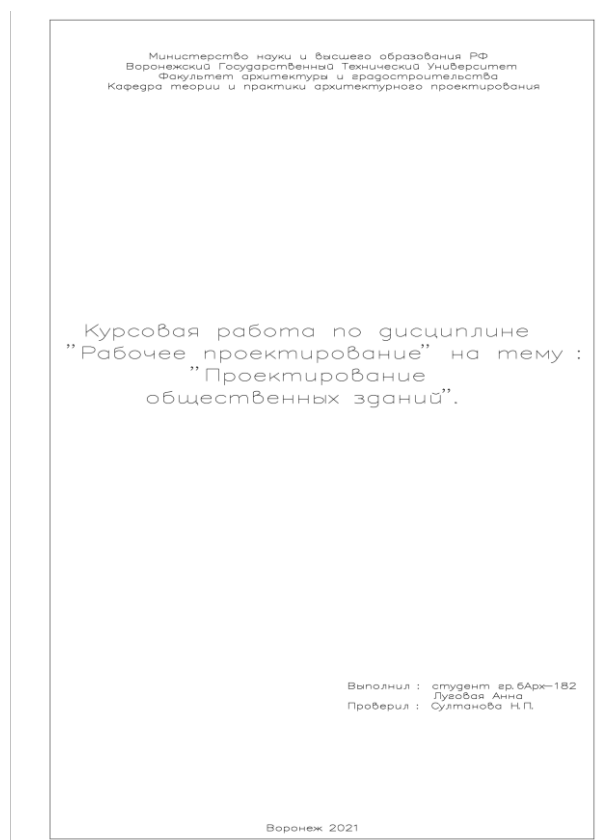 Министерство науки и высшего образования РФ
Воронежский Государственный Технический Университет
Факультет архитектуры и градостроительства
Кафедра теории и практики архитектурного проектирования
Курсовая работа по дисциплине
"Рабочее проектирование" на тему :
"Проектирование
общественных зданий".
Выполнил : студент гр.бАрх-182
Луговая Анна
Проверил : Султанова Н.П.
Воронеж 2021